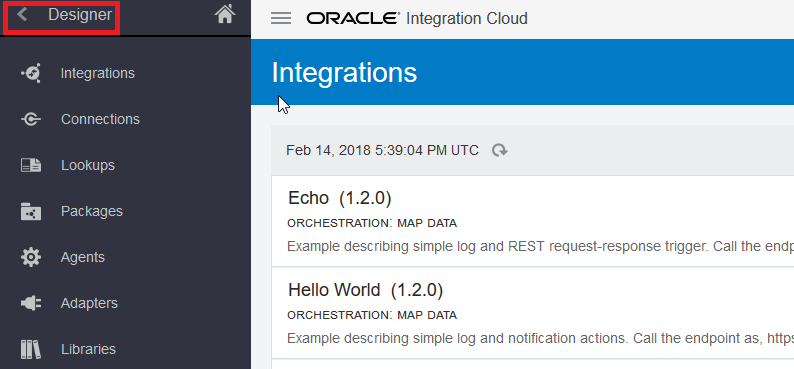 Designer
Integrations
Connections
Lookups
Packages
Agents
Adapters
Libraries
ORACLE® Integration Cloud
Integrations
Feb 14, 2018 5:39:04 PM UTC
Echo (1.2.0)
ORCHESTRATION: MAP DATA
Example describing simple log and REST request-response trigger. Call the endp
Hello World (1.2.0)
ORCHESTRATION: MAP DATA
Example describing simple log and notification actions. Call the endpoint as, https